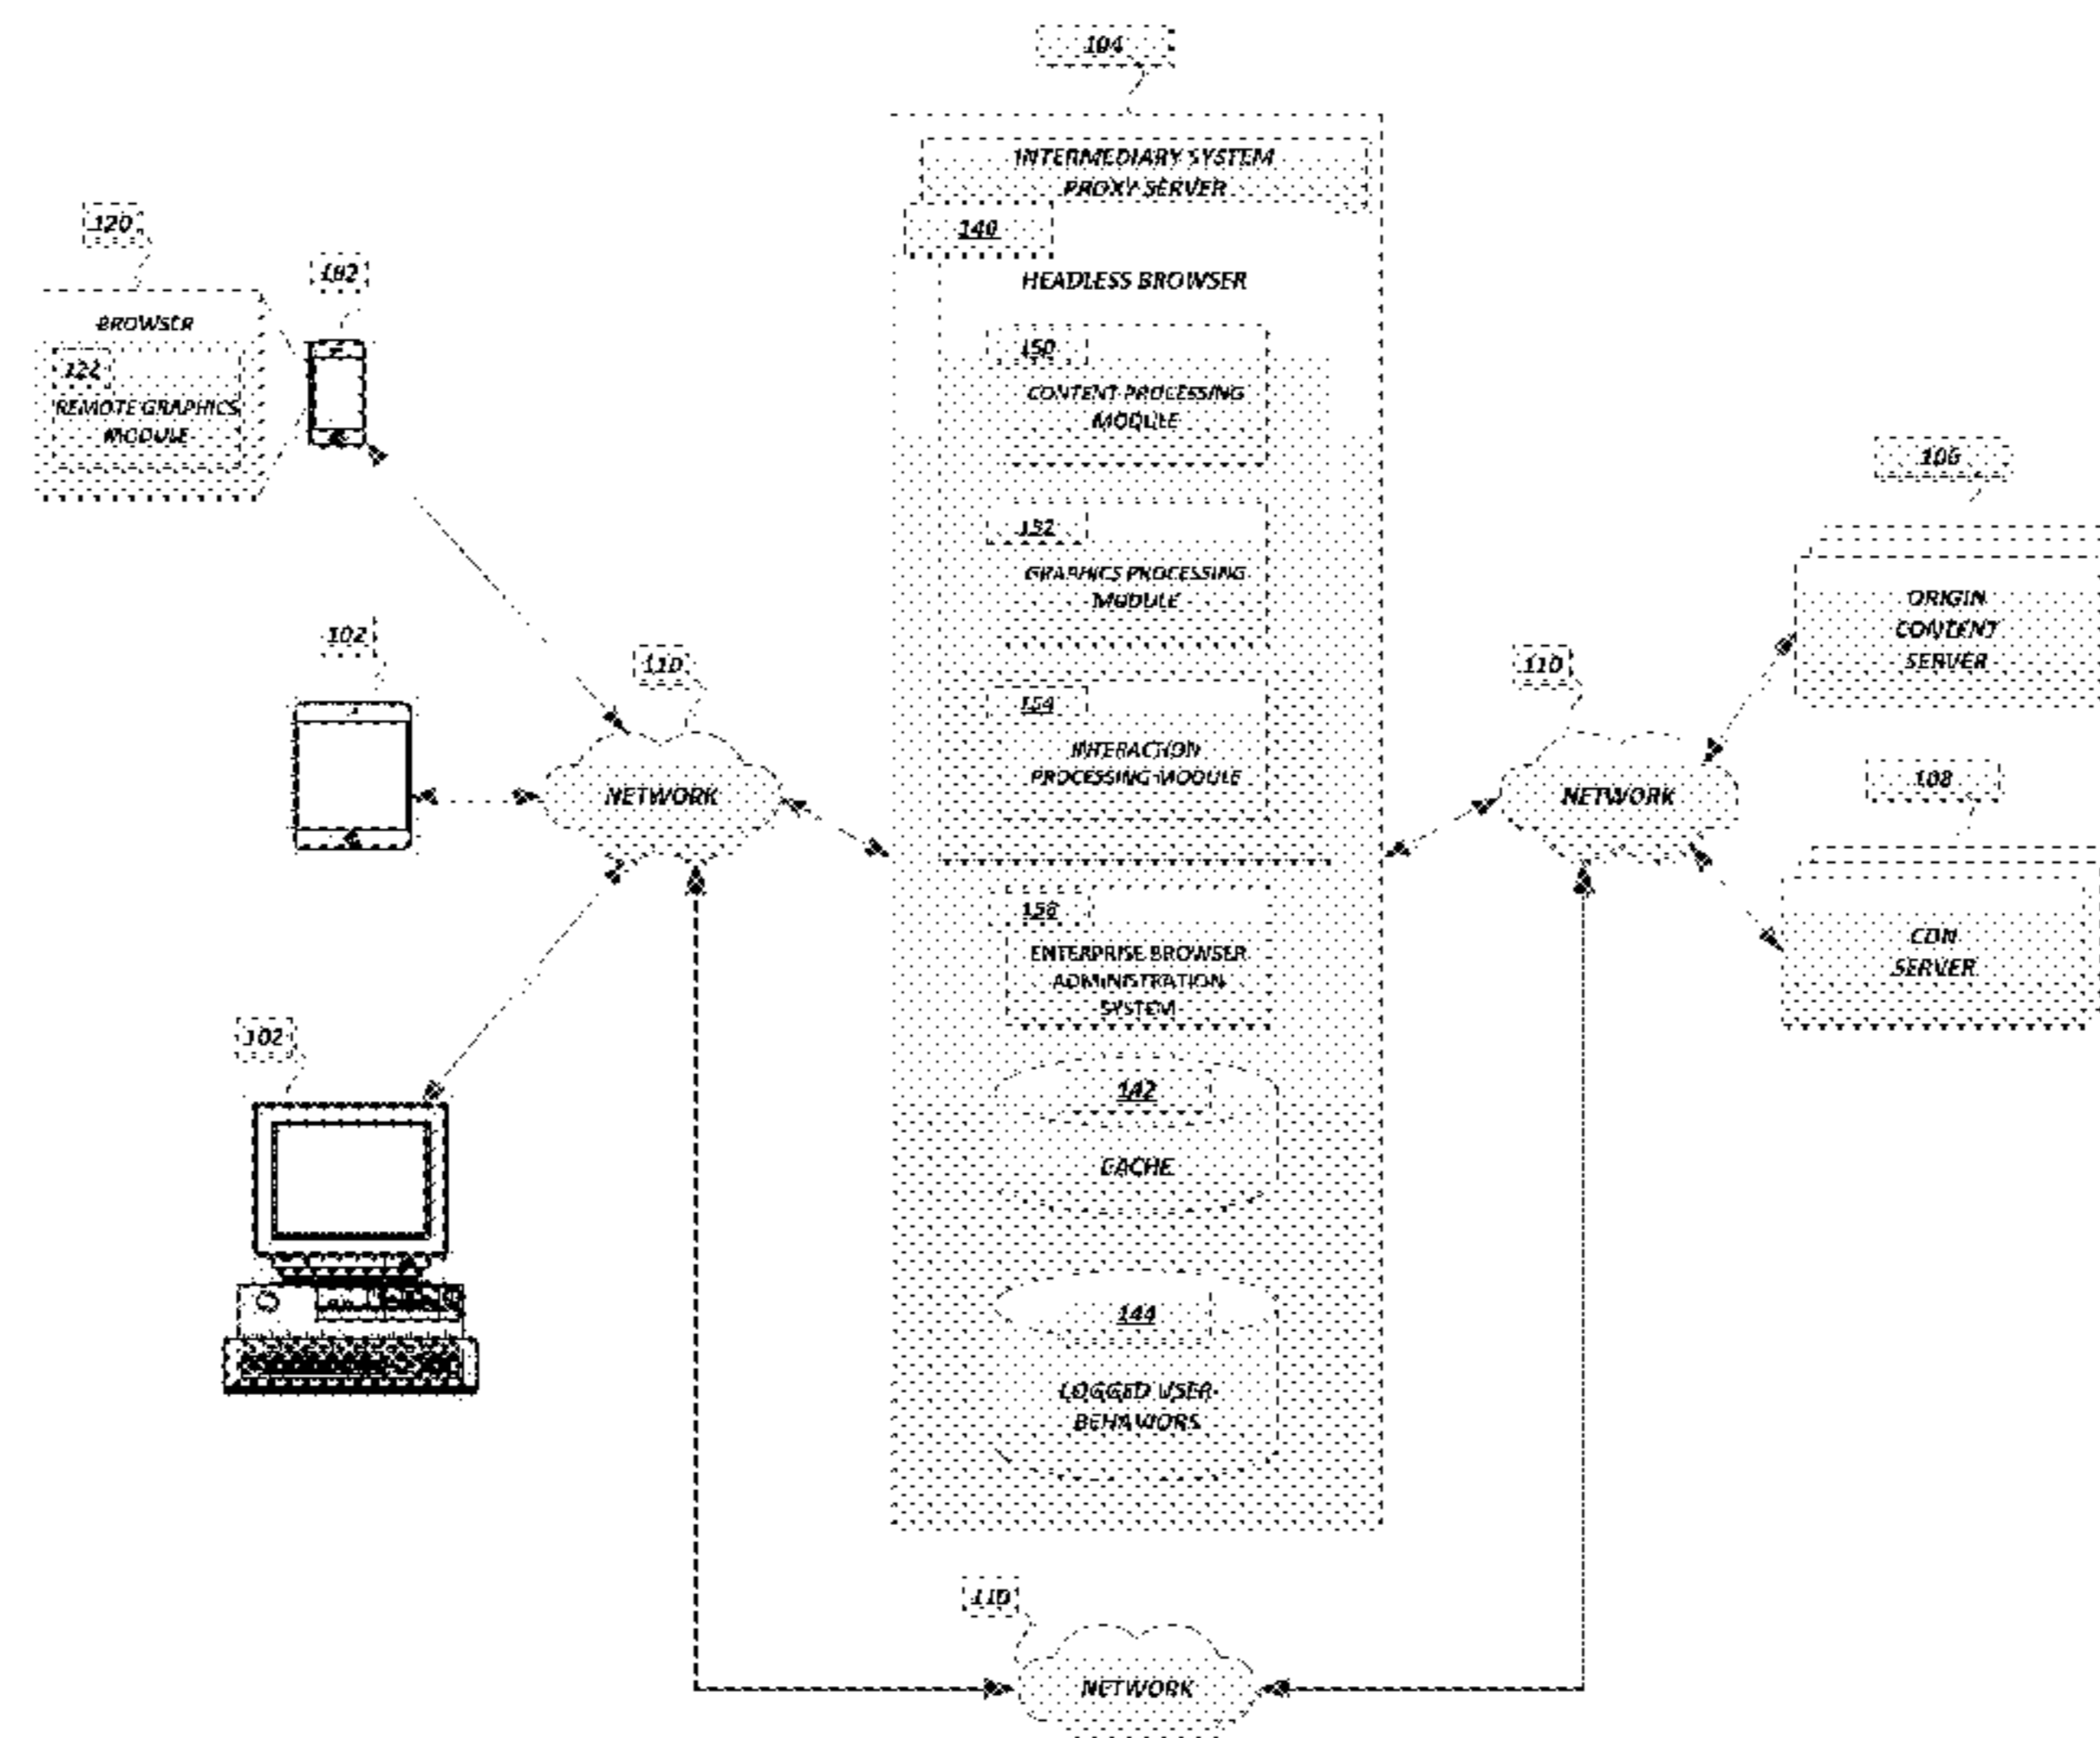 104
INTERMEDIARY SYSTEM
PROXY SERVER
140
HEADLESS BROWSER
120
102
BROWSER
122
REMOTE GRAPHICS
MODULE
150
CONTENT PROCESSING
MODULE
106
152
GRAPHICS PROCESSING
MODULE
ORIGIN
CONTENT
SERVER
102
110
110
154
INTERACTION
PROCESSING MODULE
NETWORK
NETWORK
108
CDN
SERVER
ENTERPRISE BROWSER
ADMINISTRATION
SYSTEM
102
142
CACHE
144
LOGGED USER
BEHAVIORS
110
NETWORK